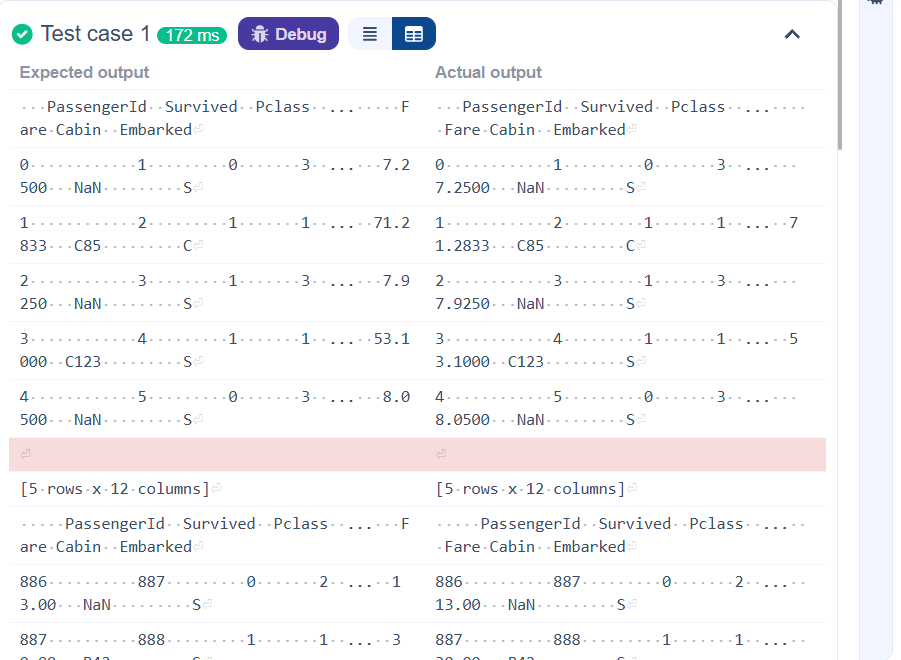 Test case 1 172 ms Debug
Expected output Actual output
PassengerId Survived Pclass ... F PassengerId Survived Pclass ...
are Cabin Embarked Fare Cabin Embarked
0 1 0 3 ... 7.2 0 1 0 3 ...
500 NaN S 7.2500 NaN S
1 2 1 1 ... 71.2 1 2 1 1 ... 7
833 C85 C 1.2833 C85 C
2 3 1 3 ... 7.9 2 3 1 3 ...
250 NaN S 7.9250 NaN S
3 4 1 1 ... 53.1 3 4 1 1 ... 5
000 C123 S 3.1000 C123 S
4 5 0 3 ... 8.0 4 5 0 3 ...
500 NaN S 8.0500 NaN S
[5 rows x 12 columns] [5 rows x 12 columns]
PassengerId Survived Pclass ... F PassengerId Survived Pclass ...
are Cabin Embarked Fare Cabin Embarked
886 887 0 2 ... 1 886 887 0 2 ...
3.00 NaN S 13.00 NaN S
887 888 1 1 ... 3 887 888 1 1 ...